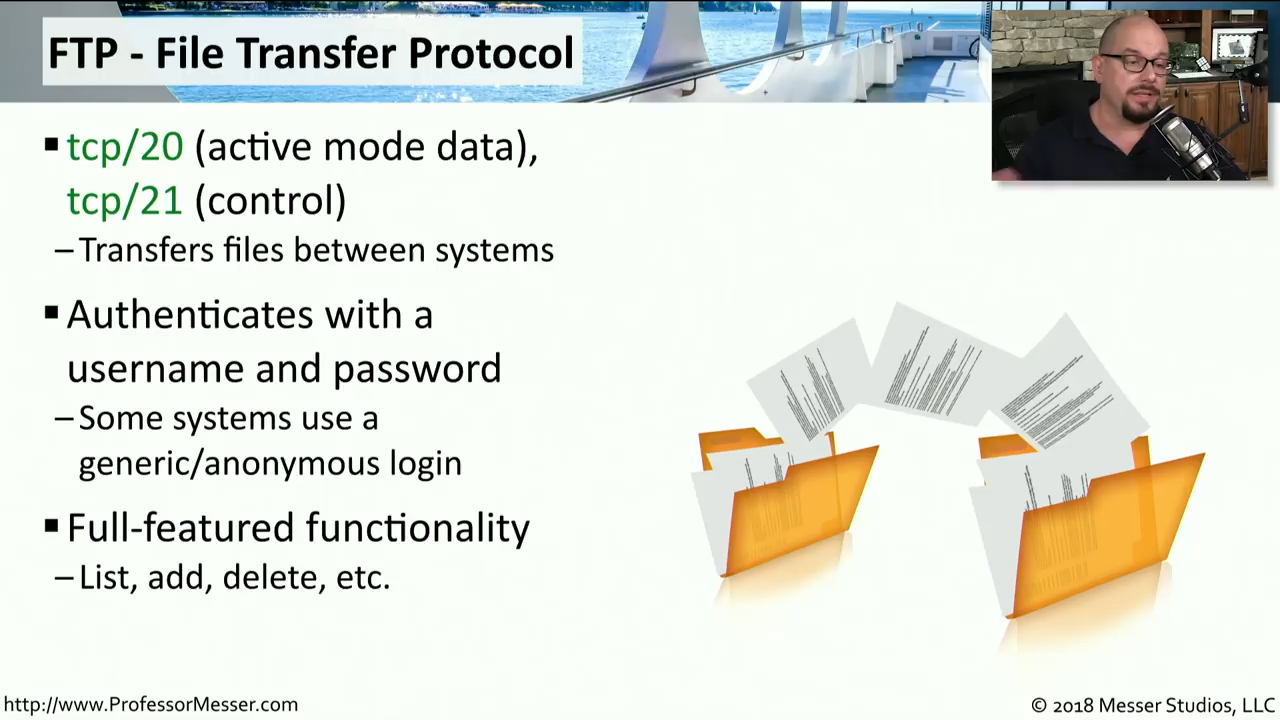 FTP - File Transfer Protocol
▪ tcp/20 (active mode data),
tcp/21 (control)
– Transfers files between systems
▪ Authenticates with a
username and password
– Some systems use a
generic/anonymous login
▪ Full-featured functionality
– List, add, delete, etc.
http://www.ProfessorMesser.com
© 2018 Messer Studios, LLC